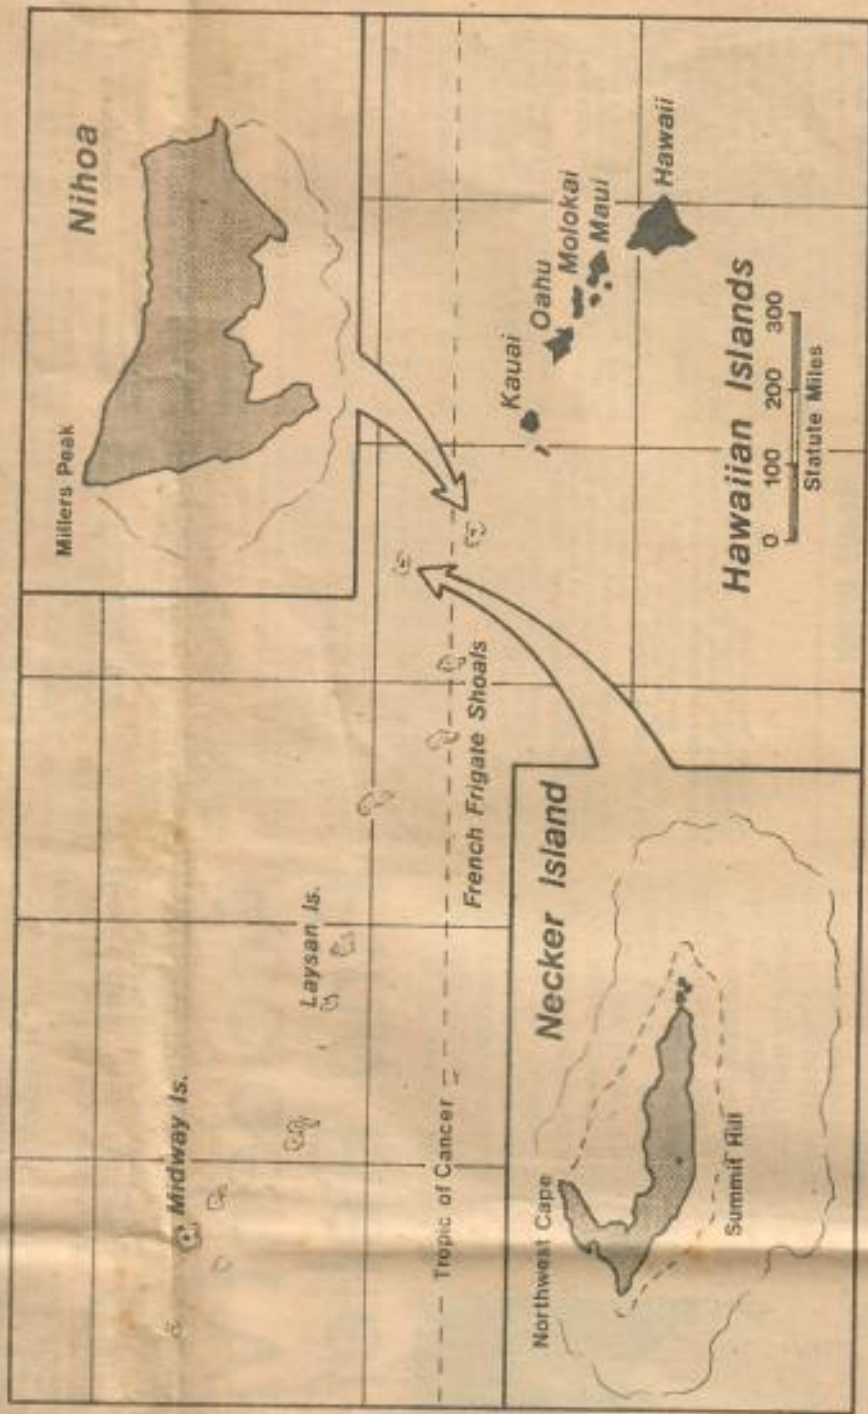 Nihoa
Millers Peak
Midway Is.
Laysan Is.
Tropic of Cancer
French Frigate Shoals
Kauai
Oahu
Molokai
Maui
Hawaii
Necker Island
Northwest Cape
Summit Hill
Hawaiian Islands
0 100 200 300
Statute Miles